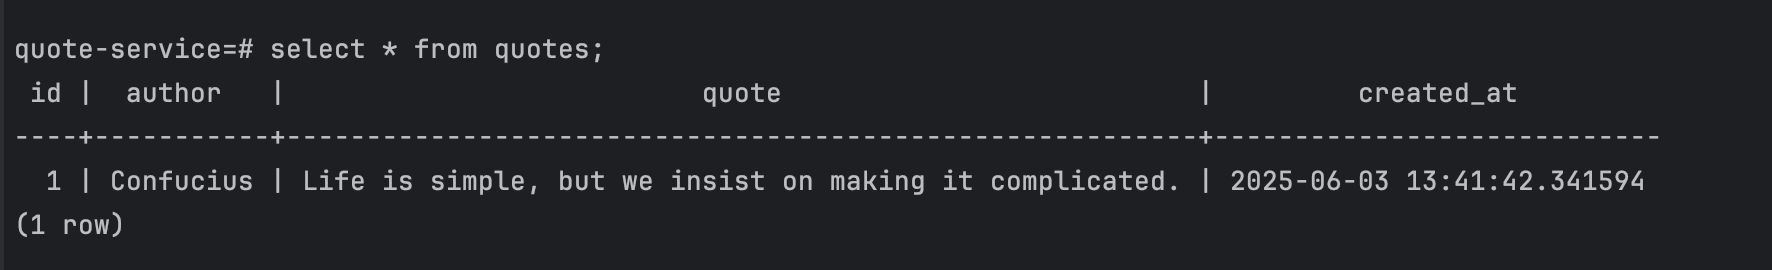 quote-service=# select * from quotes;
 id |  author   |                          quote                          |         created_at
----+-----------+---------------------------------------------------------+----------------------------
  1 | Confucius | Life is simple, but we insist on making it complicated. | 2025-06-03 13:41:42.341594
(1 row)